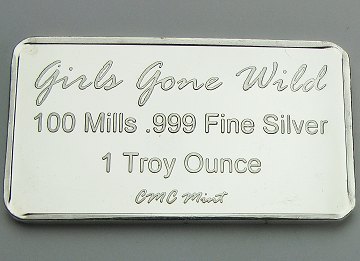 Girls Gone Wild
100 Mills .999 Fine Silver
1 Troy Ounce
CMC Mint